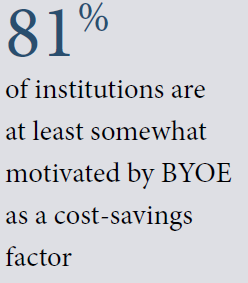 81%
of institutions are
at least somewhat
motivated by BYOE
as a cost-savings
factor